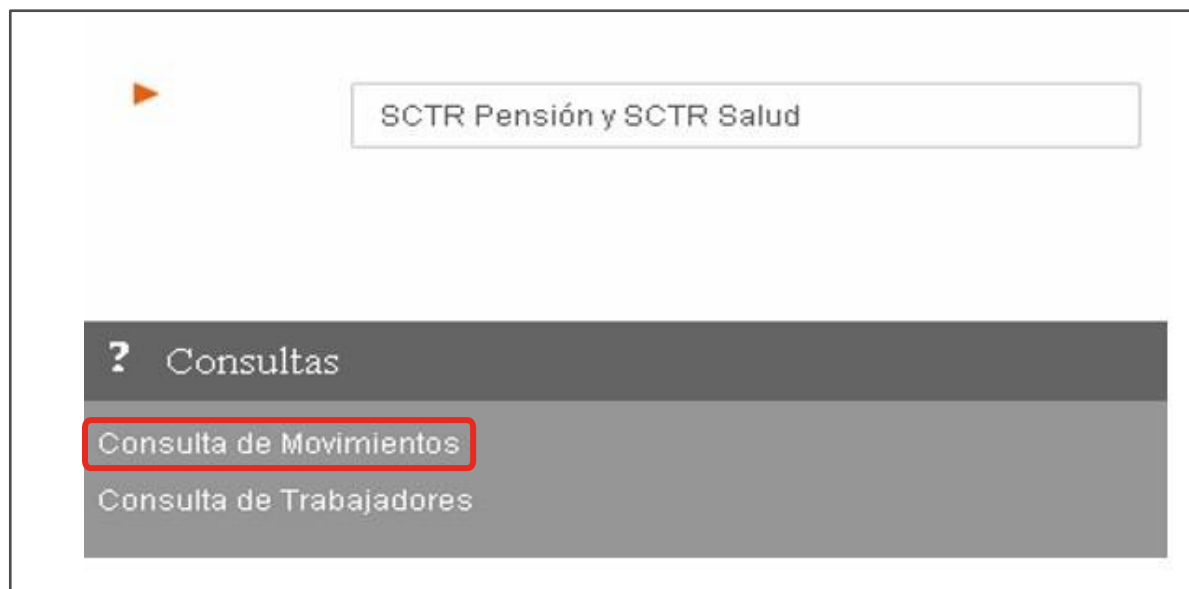 SCTR Pensión y SCTR Salud
? Consultas
Consulta de Movimientos
Consulta de Trabajadores